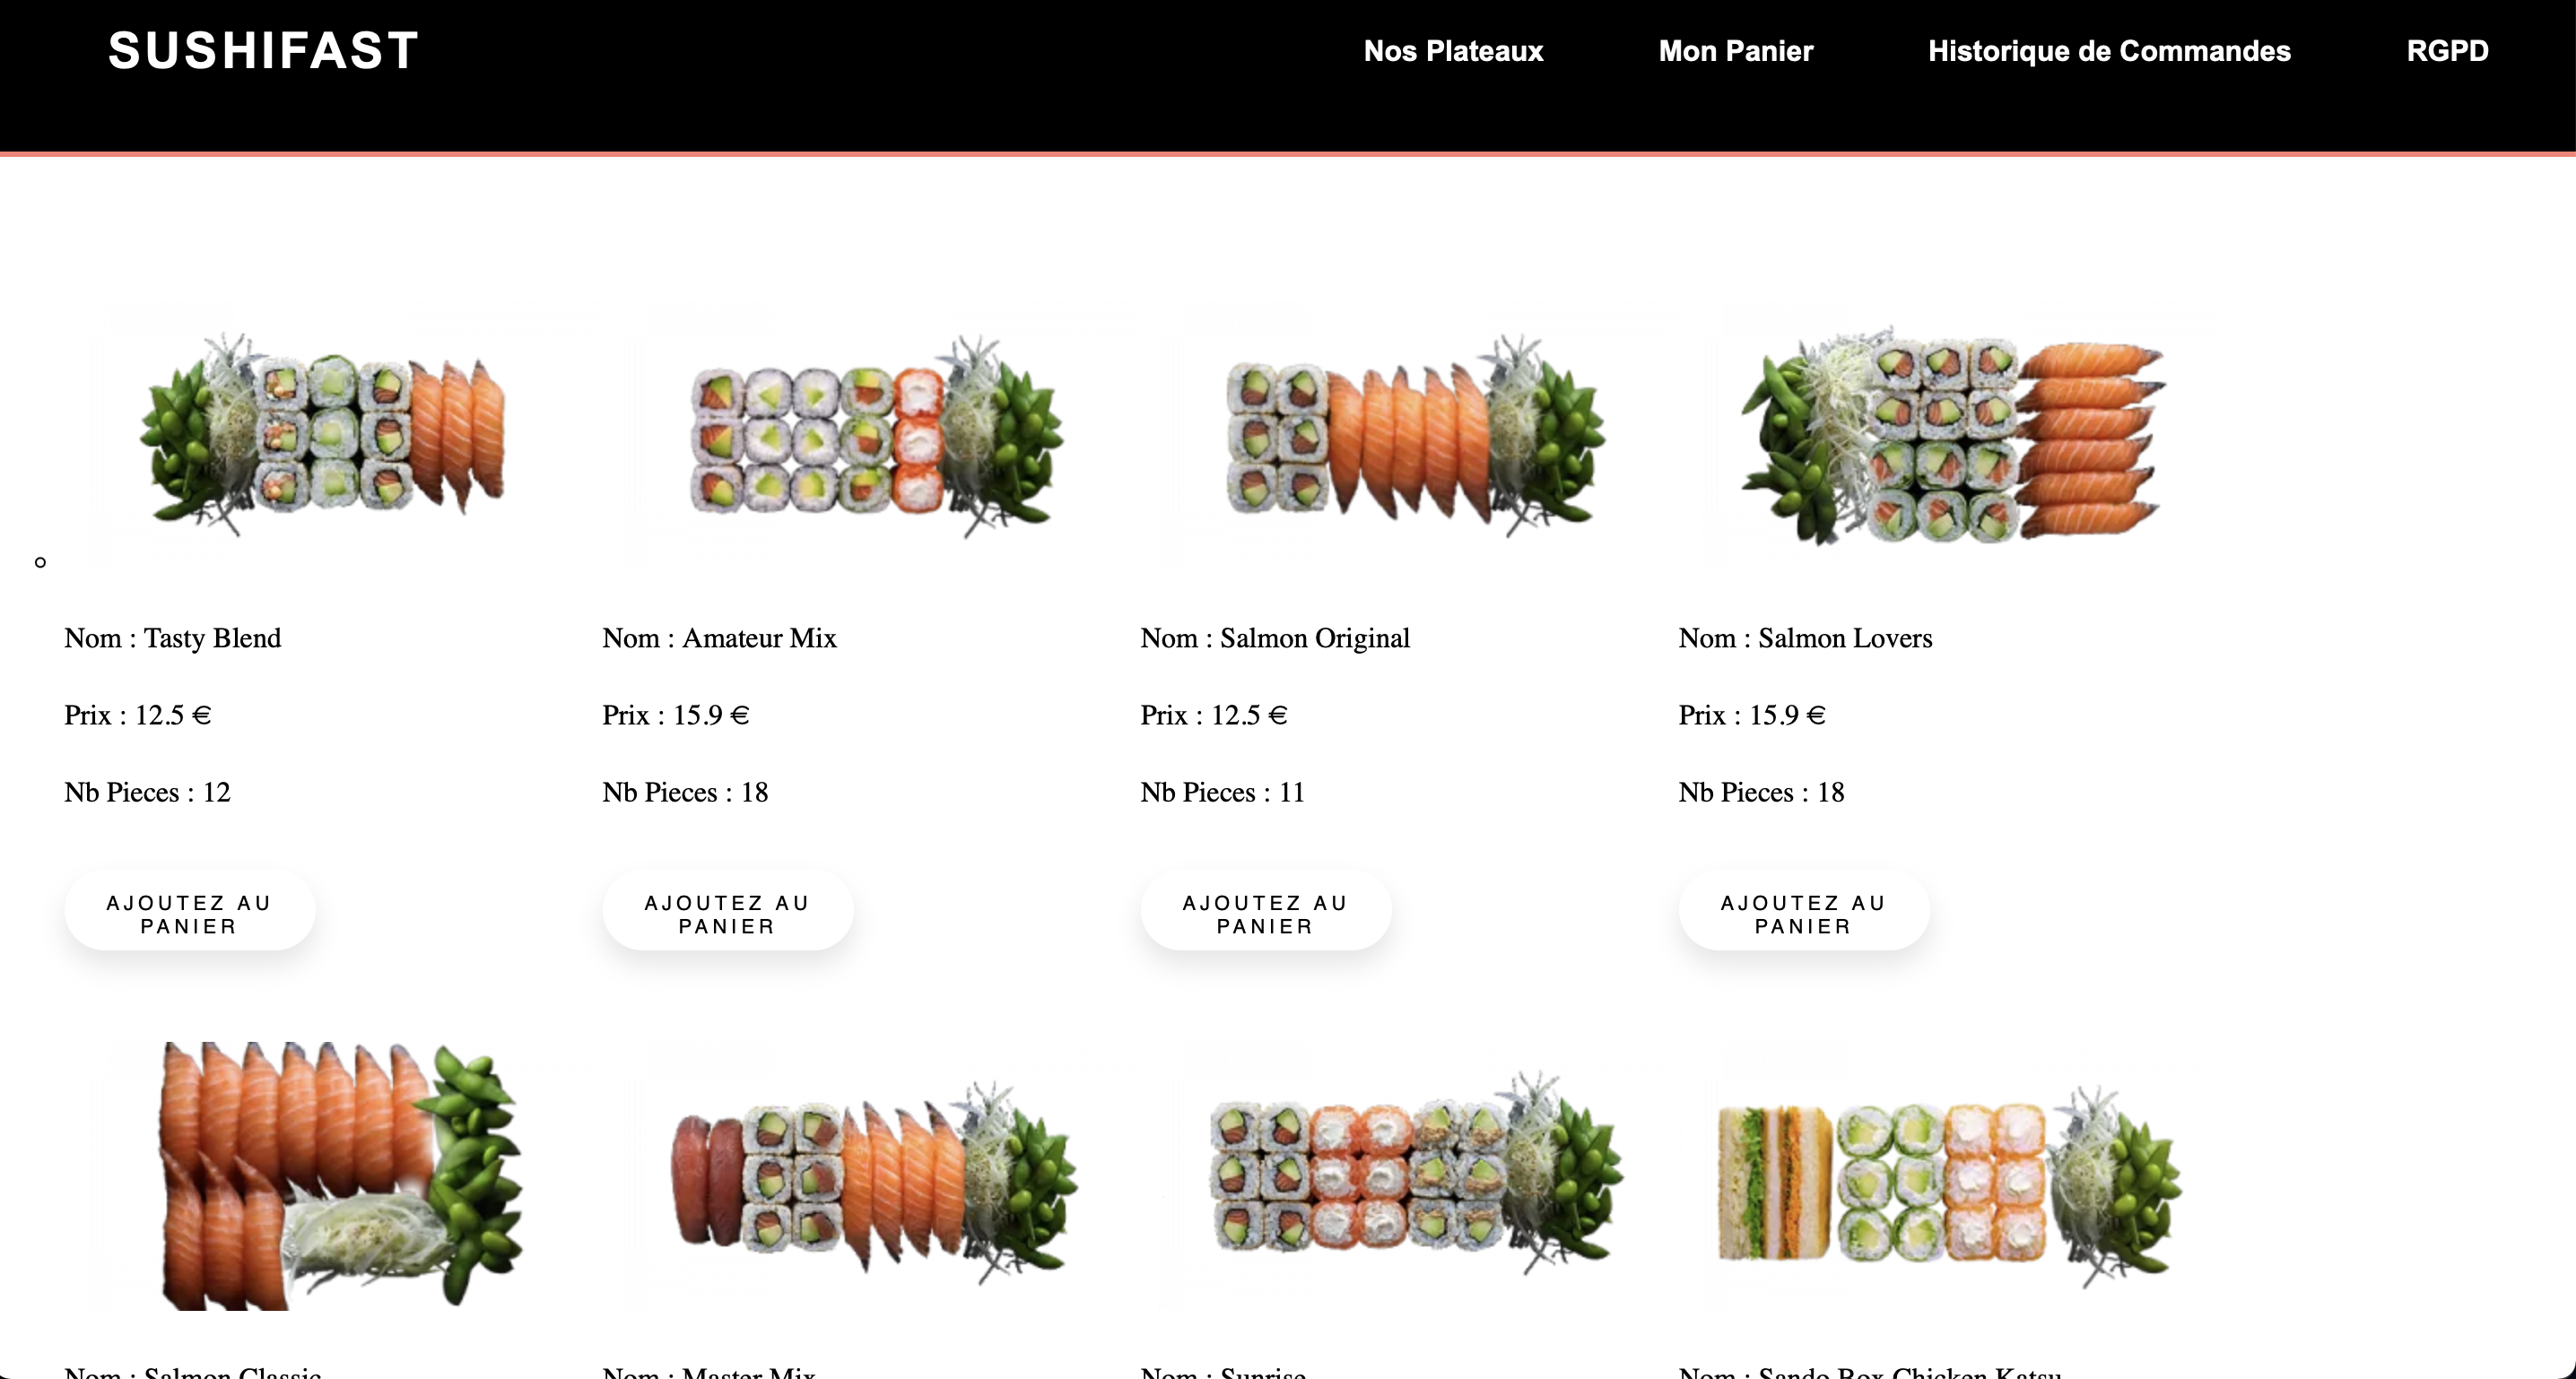 SUSHIFAST
Nos Plateaux
Mon Panier
Historique de Commandes
RGPD
Nom : Tasty Blend
Prix : 12.5 €
Nb Pieces : 12
AJOUTEZ AU
PANIER
Nom : Amateur Mix
Prix : 15.9 €
Nb Pieces : 18
AJOUTEZ AU
PANIER
Nom : Salmon Original
Prix : 12.5 €
Nb Pieces : 11
AJOUTEZ AU
PANIER
Nom : Salmon Lovers
Prix : 15.9 €
Nb Pieces : 18
AJOUTEZ AU
PANIER
Nom : Salmon Classic
Nom : Master Mix
Nom : Sunrise
Nom : Sando Box Chicken Katsu